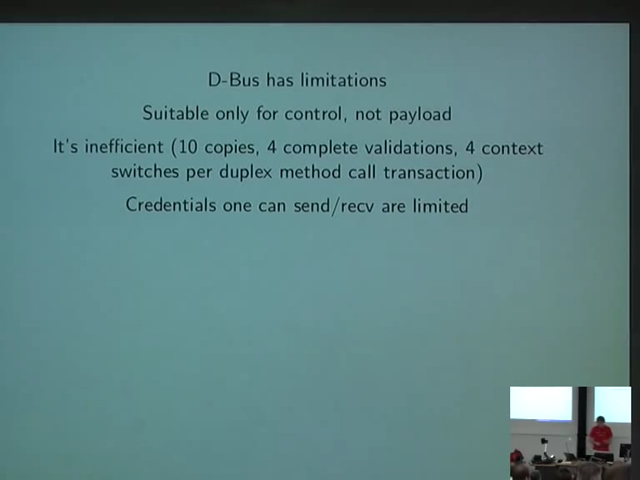 D-Bus has limitations
Suitable only for control, not payload
It's inefficient (10 copies, 4 complete validations, 4 context
switches per duplex method call transaction)
Credentials one can send/recv are limited